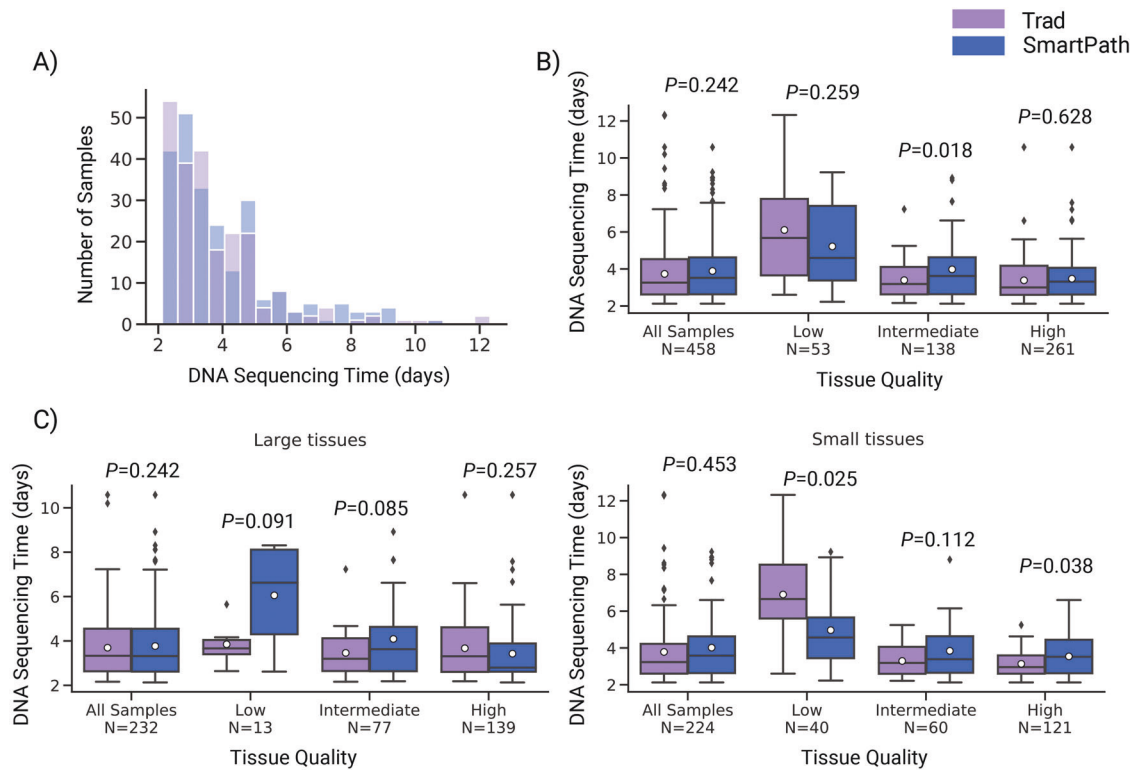 Trad
SmartPath
A)
Number of Samples
50
40
30
20
10
0
2 4 6 8 10 12
DNA Sequencing Time (days)
B)
DNA Sequencing Time (days)
12
10
8
6
4
2
P=0.242
P=0.259
P=0.018
P=0.628
All Samples Low Intermediate High
N=458 N=53 N=138 N=261
Tissue Quality
C)
Large tissues
DNA Sequencing Time (days)
10
8
6
4
2
P=0.242
P=0.091
P=0.085
P=0.257
All Samples Low Intermediate High
N=232 N=13 N=77 N=139
Tissue Quality
Small tissues
DNA Sequencing Time (days)
12
10
8
6
4
2
P=0.453
P=0.025
P=0.112
P=0.038
All Samples Low Intermediate High
N=224 N=40 N=60 N=121
Tissue Quality